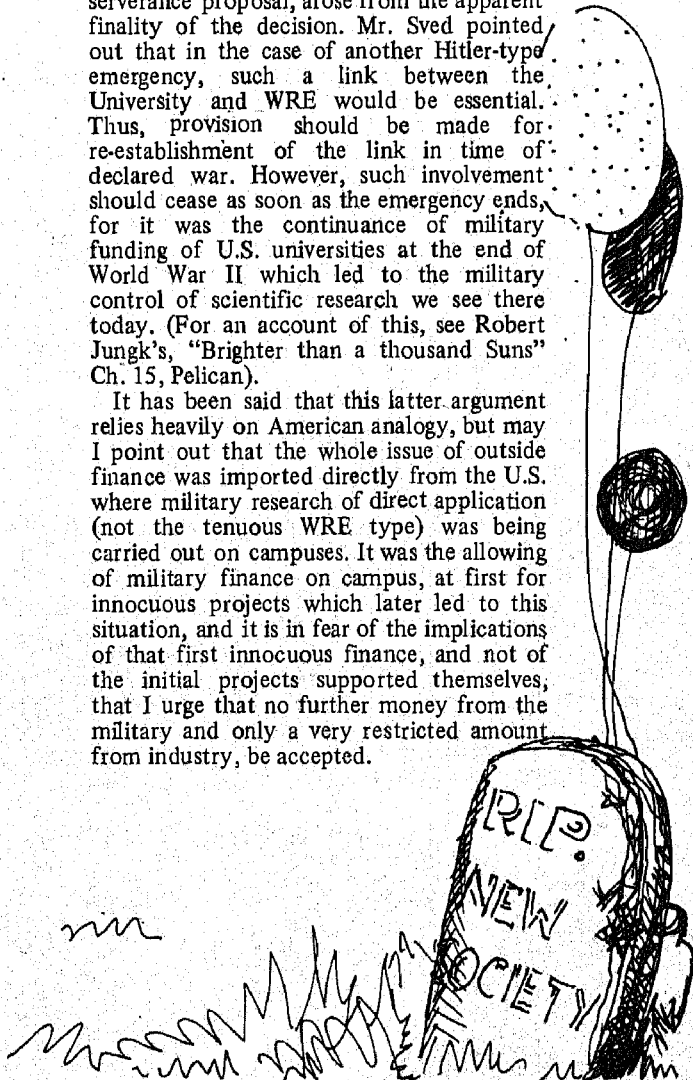 serverance proposal, arose from the apparent
finality of the decision. Mr. Sved pointed
out that in the case of another Hitler-type
emergency, such a link between the
University and WRE would be essential.
Thus, provision should be made for
re-establishment of the link in time of
declared war. However, such involvement
should cease as soon as the emergency ends,
for it was the continuance of military
funding of U.S. universities at the end of
World War II which led to the military
control of scientific research we see there
today. (For an account of this, see Robert
Jungk's, “Brighter than a thousand Suns”
Ch. 15, Pelican).
It has been said that this latter argument
relies heavily on American analogy, but may
I point out that the whole issue of outside
finance was imported directly from the U.S.
where military research of direct application
(not the tenuous WRE type) was being
carried out on campuses. It was the allowing
of military finance on campus, at first for
innocuous projects which later led to this
situation, and it is in fear of the implications
of that first innocuous finance, and not of
the initial projects supported themselves,
that I urge that no further money from the
military and only a very restricted amount
from industry, be accepted.
RIP.
NEW
SOCIETY